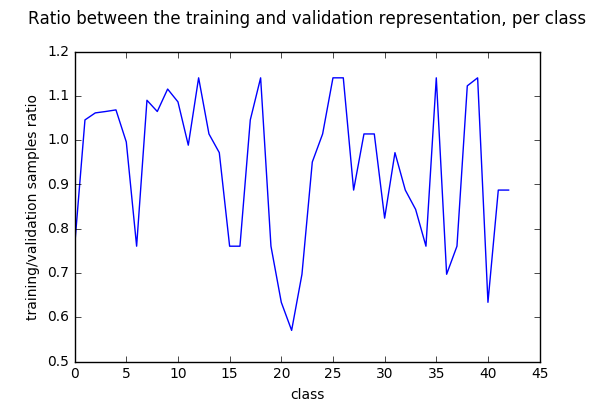 Ratio between the training and validation representation, per class
training/validation samples ratio
1.2
1.1
1.0
0.9
0.8
0.7
0.6
0.5
0 5 10 15 20 25 30 35 40 45
class